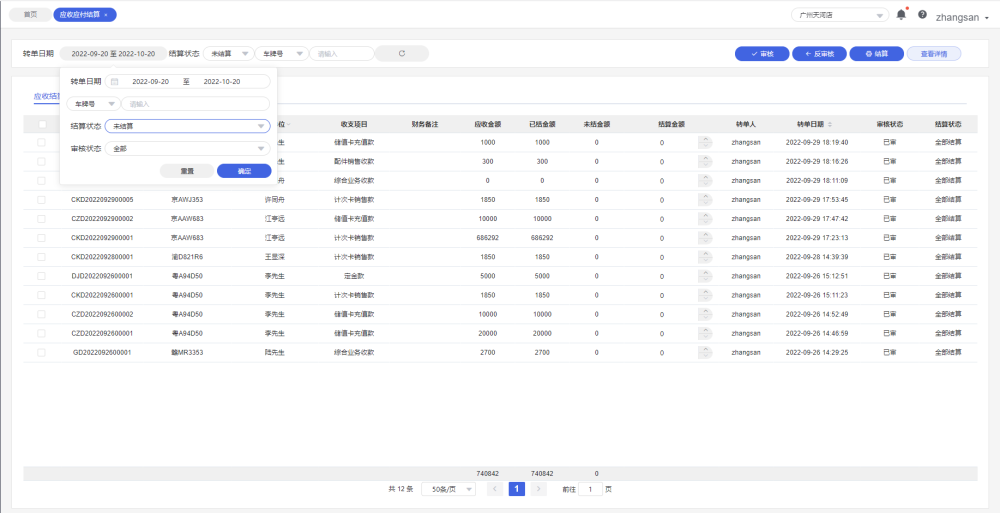 首页 应收应付结算 ×
广州天河店 zhangsan
转单日期 2022-09-20 至 2022-10-20 结算状态 未结算 车牌号 请输入
审核 反审核 结算 查看详情
转单日期 2022-09-20 至 2022-10-20
车牌号 请输入
结算状态 未结算
审核状态 全部
重置 确定
应收结
位 收支项目 财务备注 应收金额 已结金额 未结金额 结算金额 转单人 转单日期 审核状态 结算状态
生 储值卡充值款 1000 1000 0 0 zhangsan 2022-09-29 18:19:40 已审 全部结算
生 配件销售收款 300 300 0 0 zhangsan 2022-09-29 18:16:26 已审 全部结算
舟 综合业务收款 0 0 0 0 zhangsan 2022-09-29 18:11:09 已审 全部结算
CKD2022092900005 京AWJ353 许同舟 计次卡销售款 1850 1850 0 0 zhangsan 2022-09-29 17:53:45 已审 全部结算
CZD2022092900002 京AAW683 江亭远 储值卡充值款 10000 10000 0 0 zhangsan 2022-09-29 17:47:42 已审 全部结算
CKD2022092900001 京AAW683 江亭远 计次卡销售款 686292 686292 0 0 zhangsan 2022-09-29 17:23:13 已审 全部结算
CKD2022092800001 渝D821R6 王昱深 计次卡销售款 1850 1850 0 0 zhangsan 2022-09-28 14:39:39 已审 全部结算
DJD2022092600001 粤A94D50 李先生 定金款 5000 5000 0 0 zhangsan 2022-09-26 15:12:51 已审 全部结算
CKD2022092600001 粤A94D50 李先生 计次卡销售款 1850 1850 0 0 zhangsan 2022-09-26 15:11:23 已审 全部结算
CZD2022092600002 粤A94D50 李先生 储值卡充值款 10000 10000 0 0 zhangsan 2022-09-26 14:52:49 已审 全部结算
CZD2022092600001 粤A94D50 李先生 储值卡充值款 20000 20000 0 0 zhangsan 2022-09-26 14:46:59 已审 全部结算
GD2022092600001 赣MR3353 陆先生 综合业务收款 2700 2700 0 0 zhangsan 2022-09-26 14:29:25 已审 全部结算
740842 740842 0
共 12 条 50条/页 < 1 > 前往 1 页